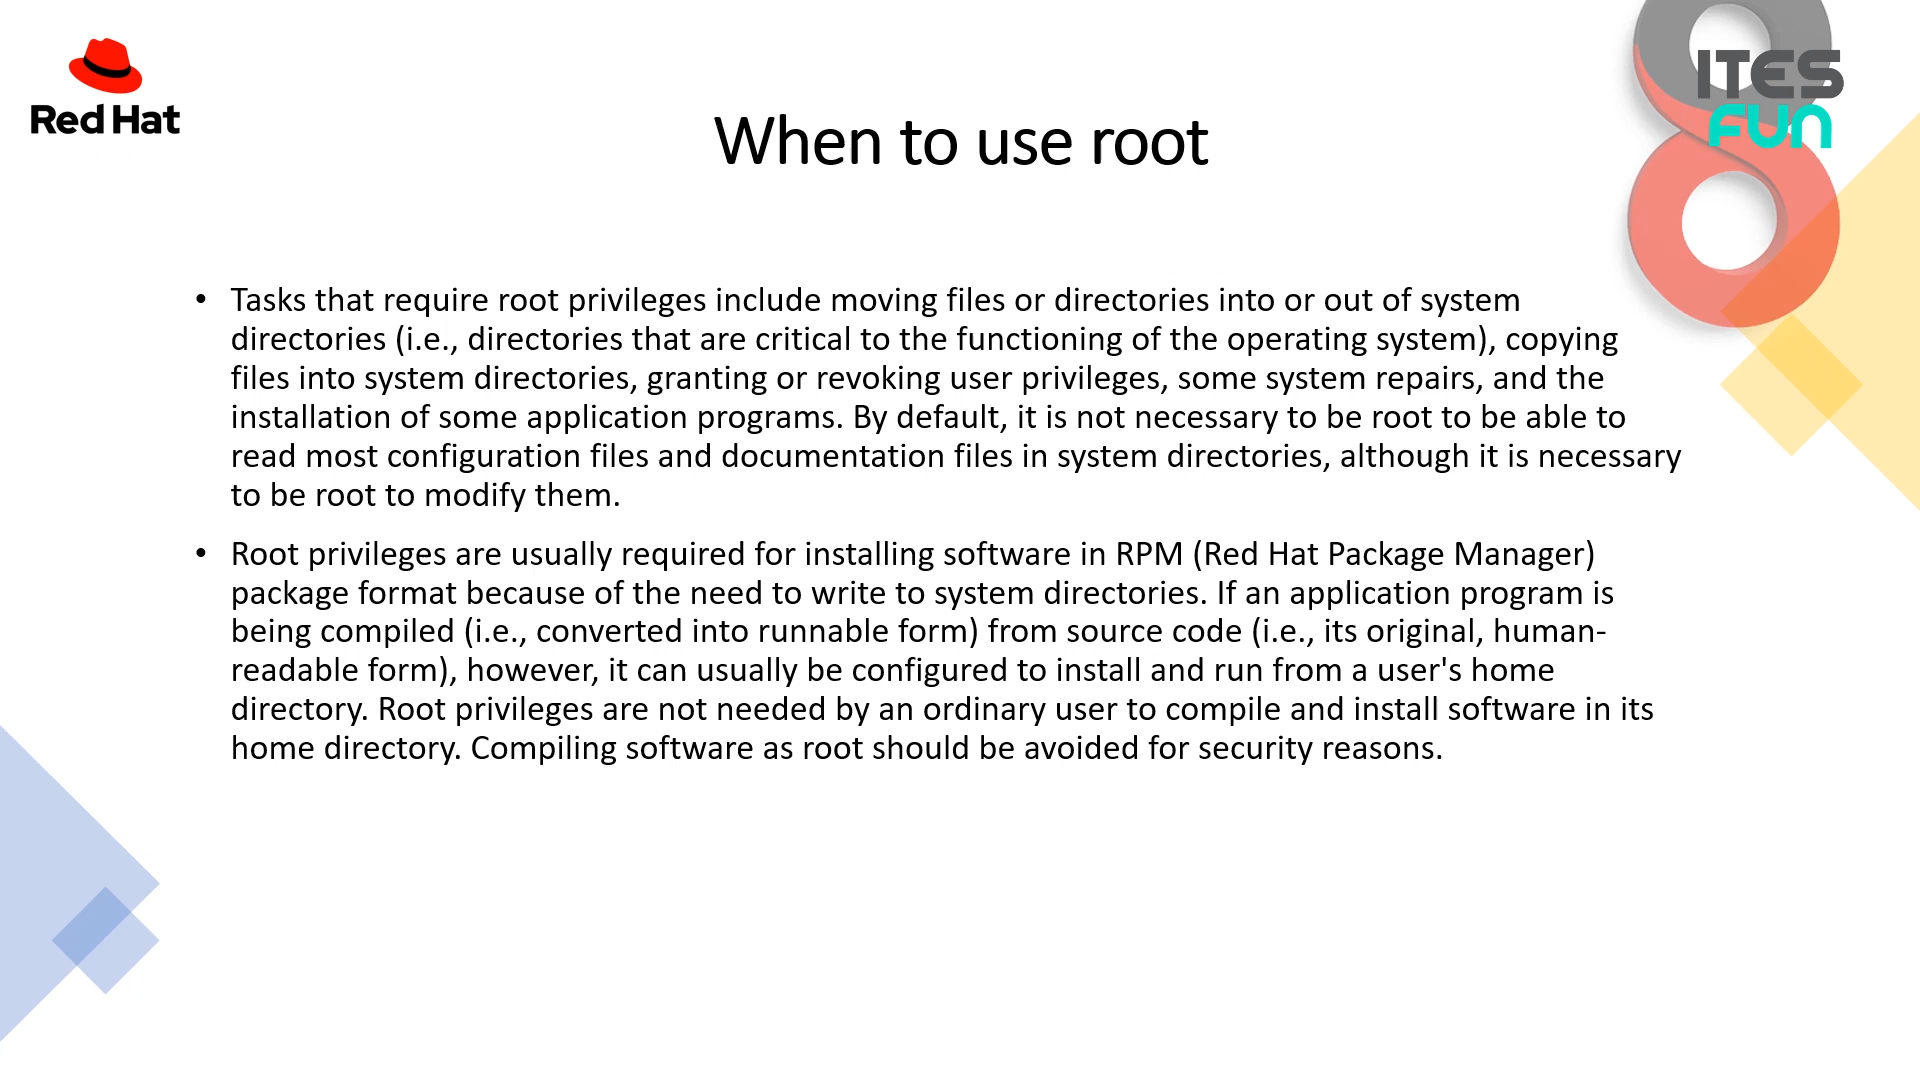 Red Hat
ITES
FUN
When to use root
• Tasks that require root privileges include moving files or directories into or out of system
directories (i.e., directories that are critical to the functioning of the operating system), copying
files into system directories, granting or revoking user privileges, some system repairs, and the
installation of some application programs. By default, it is not necessary to be root to be able to
read most configuration files and documentation files in system directories, although it is necessary
to be root to modify them.
• Root privileges are usually required for installing software in RPM (Red Hat Package Manager)
package format because of the need to write to system directories. If an application program is
being compiled (i.e., converted into runnable form) from source code (i.e., its original, human-
readable form), however, it can usually be configured to install and run from a user's home
directory. Root privileges are not needed by an ordinary user to compile and install software in its
home directory. Compiling software as root should be avoided for security reasons.